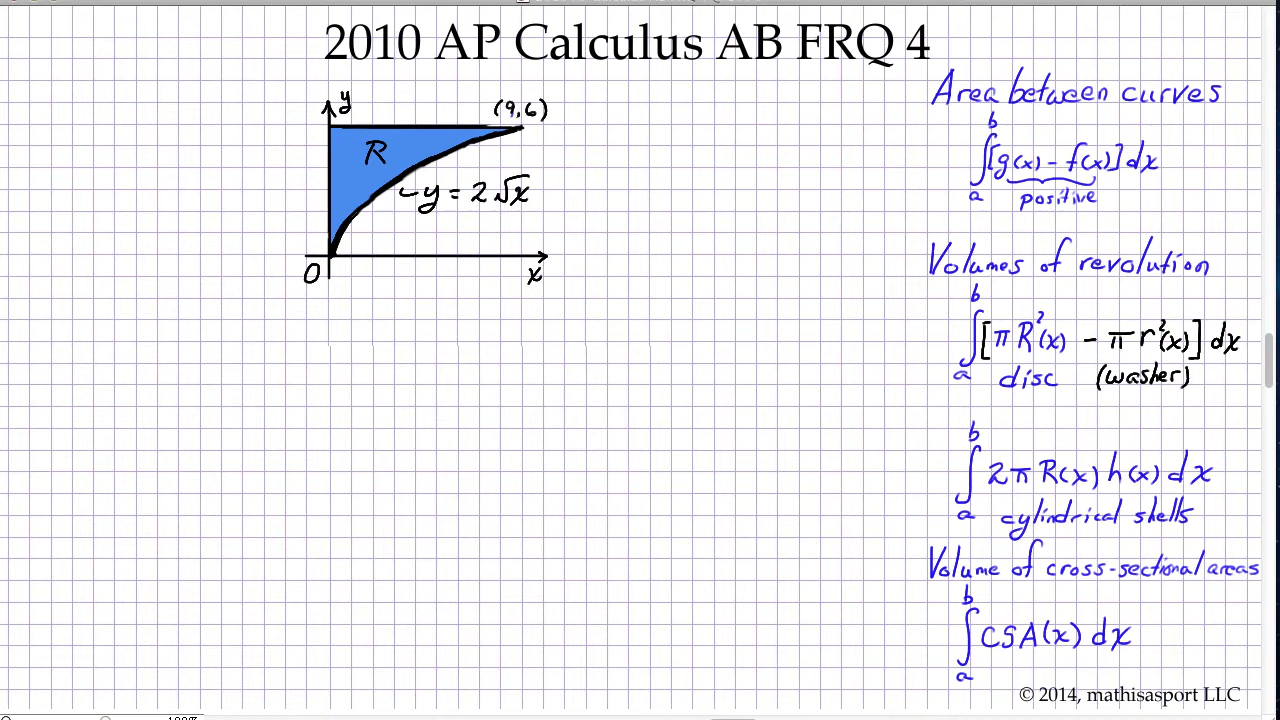 2010 AP Calculus AB FRQ 4
y
(9,6)
R
y = 2√x
O
x
Area between curves
b
∫[g(x) - f(x)]dx
a
positive
Volumes of revolution
b
∫[πR²(x) - πr²(x)]dx
a
disc (washer)
b
∫2πR(x)h(x)dx
a
cylindrical shells
Volume of cross-sectional areas
b
∫CSA(x)dx
a
© 2014, mathisasport LLC